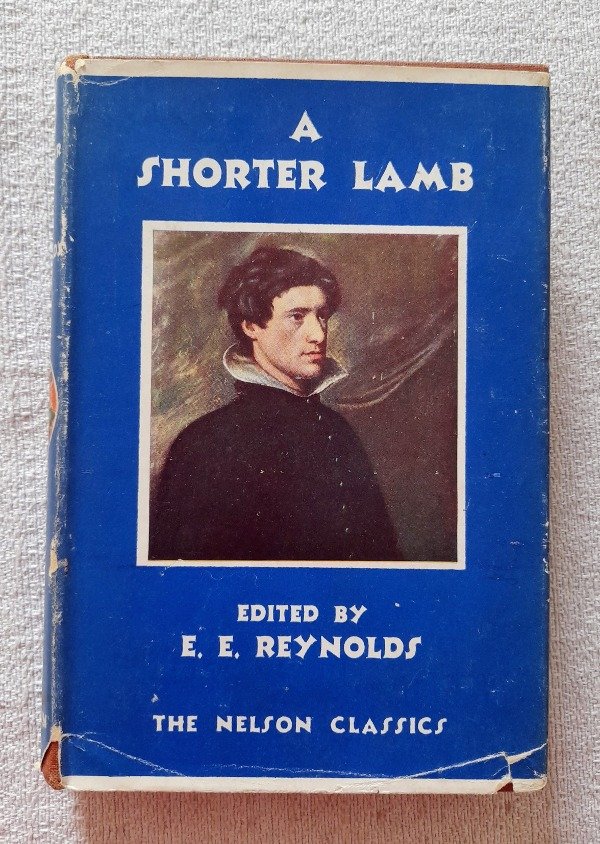 A
SHORTER LAMB
EDITED BY
E. E. REYNOLDS
THE NELSON CLASSICS